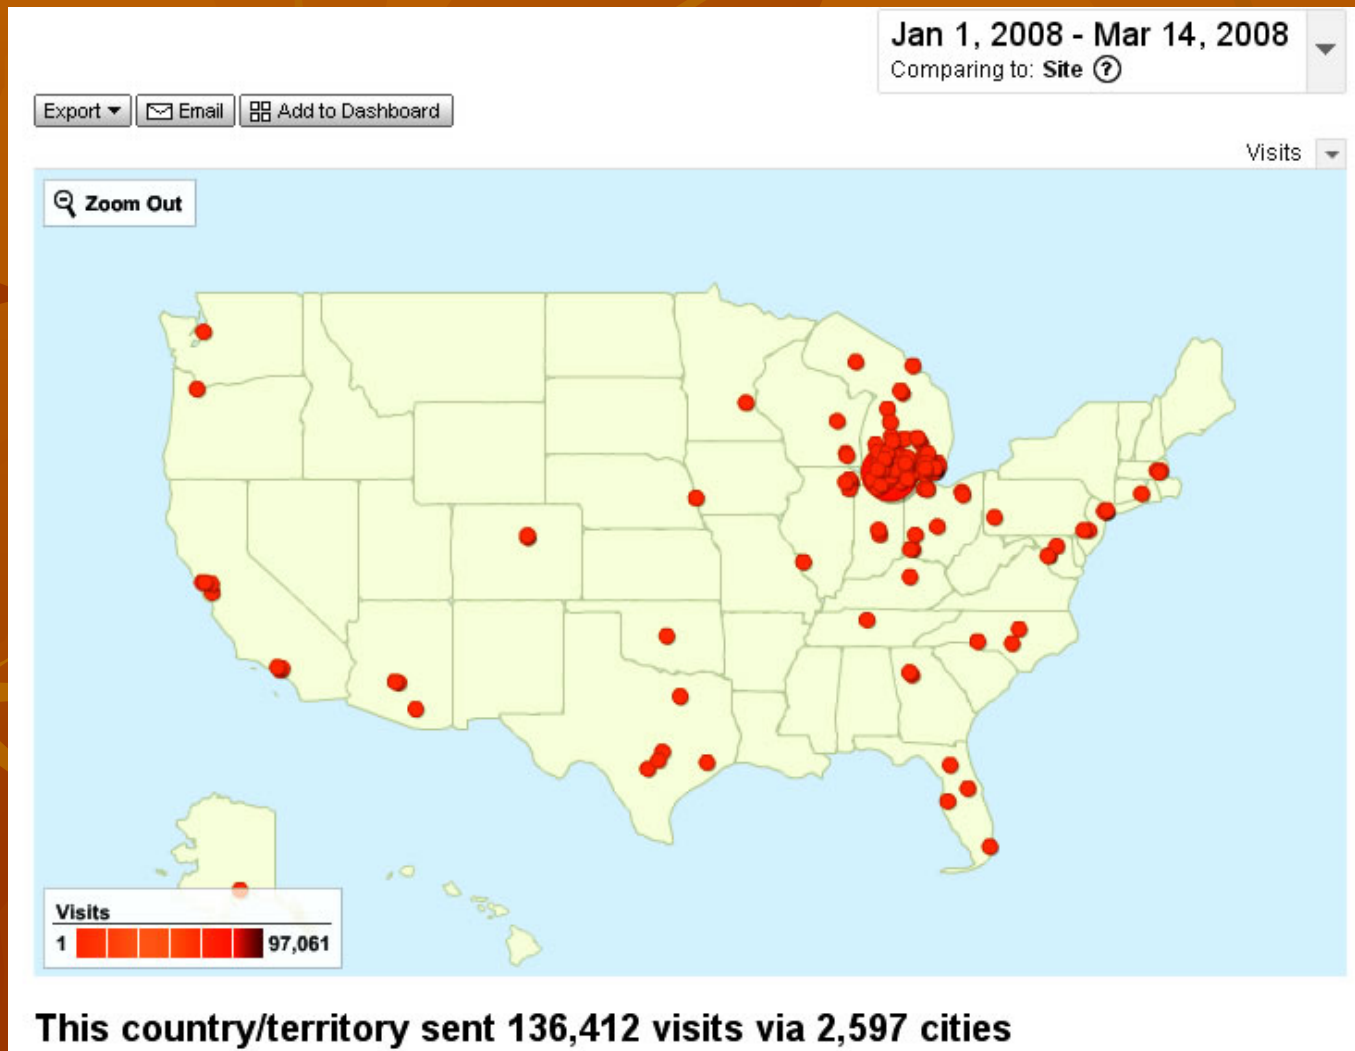 Jan 1, 2008 - Mar 14, 2008
Comparing to: Site ?
Export Email Add to Dashboard
Visits
Zoom Out
Visits
1 97,061
This country/territory sent 136,412 visits via 2,597 cities